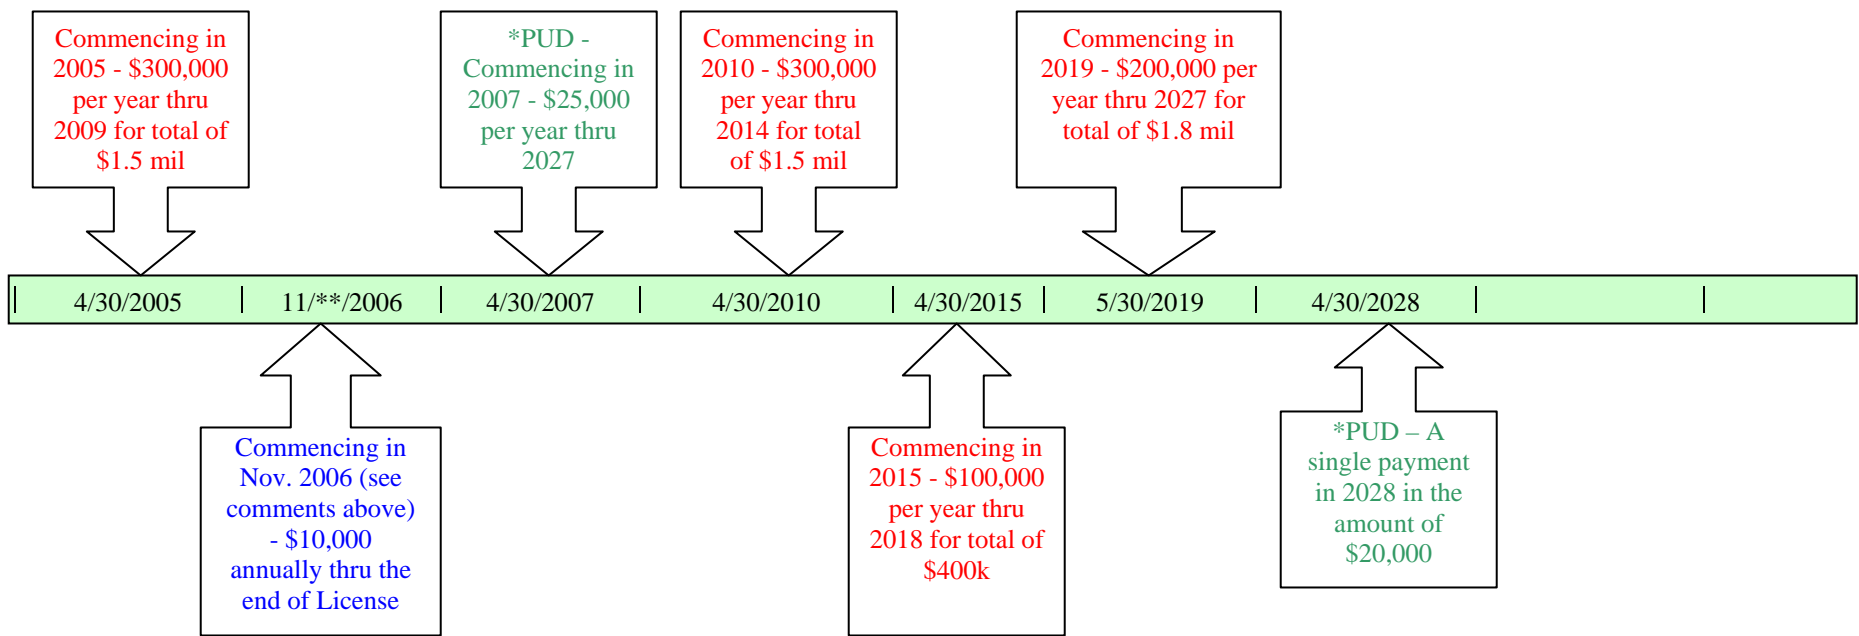 Commencing in
2005 - $300,000
per year thru
2009 for total of
$1.5 mil
*PUD -
Commencing in
2007 - $25,000
per year thru
2027
Commencing in
2010 - $300,000
per year thru
2014 for total
of $1.5 mil
Commencing in
2019 - $200,000 per
year thru 2027 for
total of $1.8 mil
4/30/2005
11/**/2006
4/30/2007
4/30/2010
4/30/2015
5/30/2019
4/30/2028
Commencing in
Nov. 2006 (see
comments above)
- $10,000
annually thru the
end of License
Commencing in
2015 - $100,000
per year thru
2018 for total of
$400k
*PUD – A
single payment
in 2028 in the
amount of
$20,000